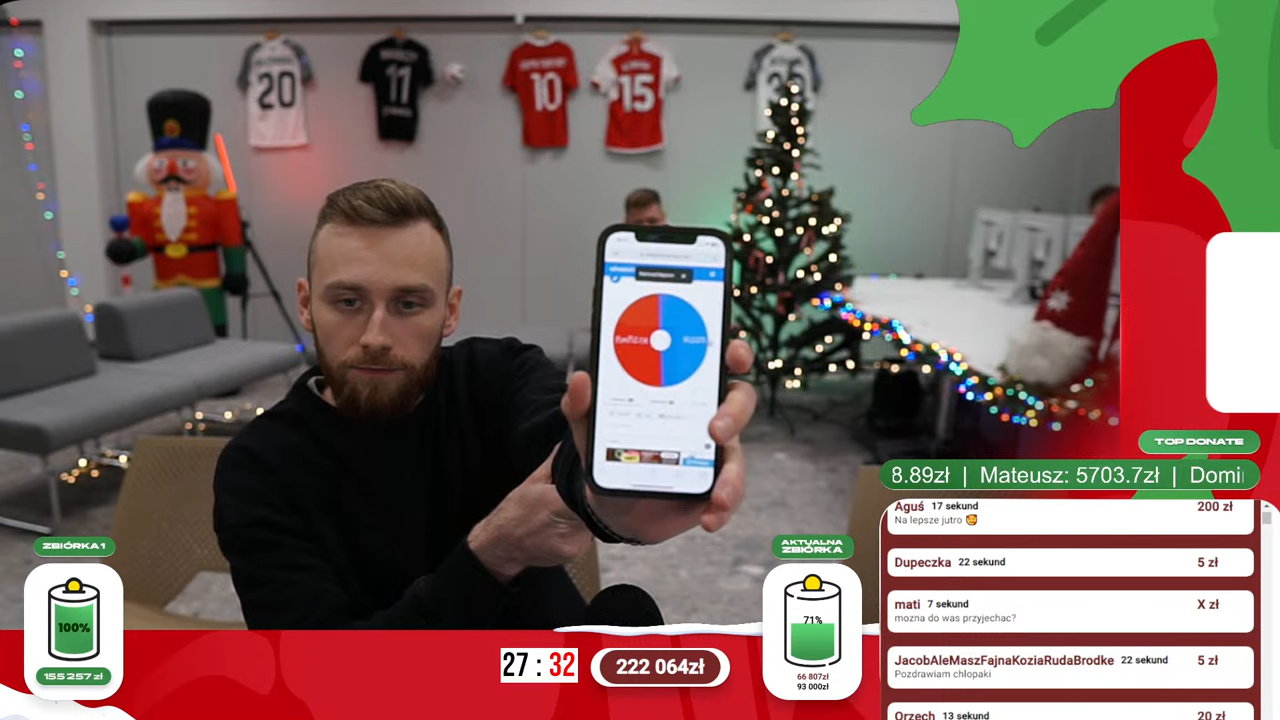 20
11
10
15
TOP DONATE
8.89zł | Mateusz: 5703.7zł | Domi
Aguś 17 sekund 200 zł
Na lepsze jutro 🥰
Dupeczka 22 sekund 5 zł
mati 7 sekund X zł
mozna do was przyjechac?
JacobAleMaszFajnaKoziaRudaBrodke 22 sekund 5 zł
Pozdrawiam chłopaki
Orzech 13 sekund 20 zł
ZBIÓRKA 1
100%
155 257 zł
AKTUALNA
ZBIÓRKA
71%
66 807zł
93 000zł
27 : 32
222 064zł